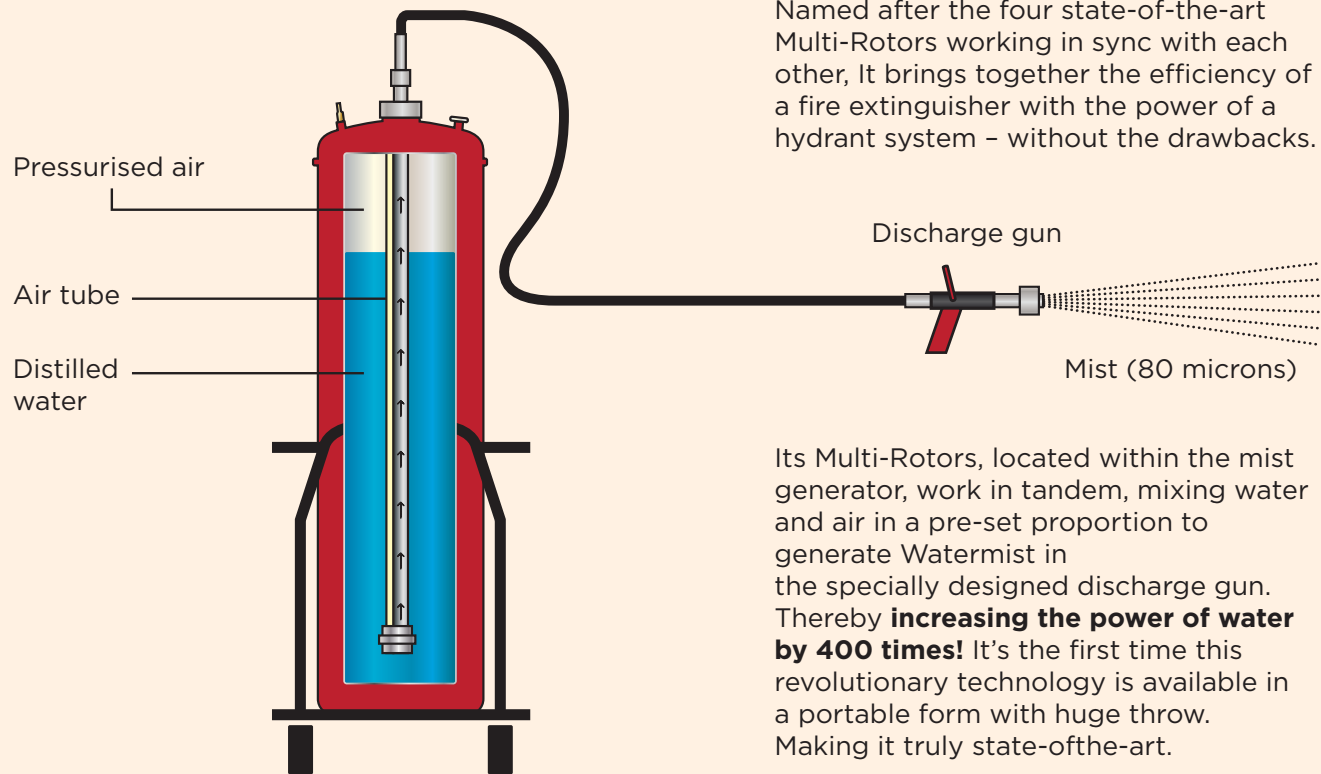 Named after the four state-of-the-art
Multi-Rotors working in sync with each
other, It brings together the efficiency of
a fire extinguisher with the power of a
hydrant system – without the drawbacks.
Pressurised air
Discharge gun
Air tube
Distilled
water
Mist (80 microns)
Its Multi-Rotors, located within the mist
generator, work in tandem, mixing water
and air in a pre-set proportion to
generate Watermist in
the specially designed discharge gun.
Thereby increasing the power of water
by 400 times! It’s the first time this
revolutionary technology is available in
a portable form with huge throw.
Making it truly state-ofthe-art.